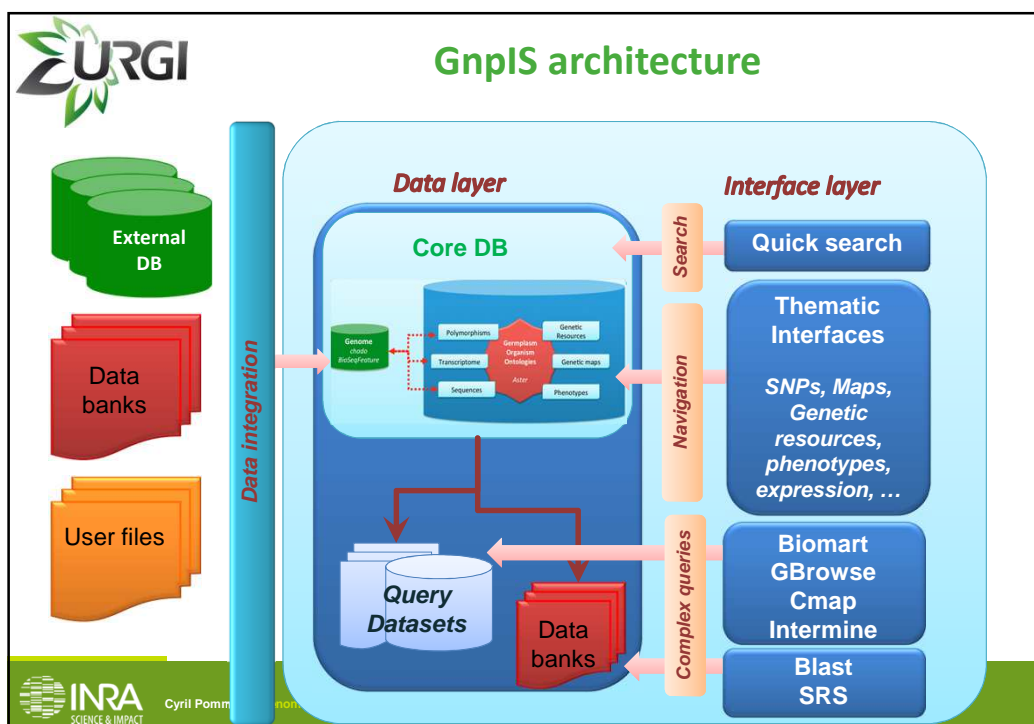 URGI
GnpIS architecture
External
DB
Data
banks
User files
Data integration
Data layer
Core DB
Genome
chado
BioSeqFeature
Polymorphisms
Transcriptome
Sequences
Germplasm
Organism
Ontologies
Aster
Genetic
Resources
Genetic maps
Phenotypes
Query
Datasets
Data
banks
Interface layer
Search
Quick search
Navigation
Thematic
Interfaces
SNPs, Maps,
Genetic
resources,
phenotypes,
expression, …
Complex queries
Biomart
GBrowse
Cmap
Intermine
Blast
SRS
INRA
SCIENCE & IMPACT
Cyril